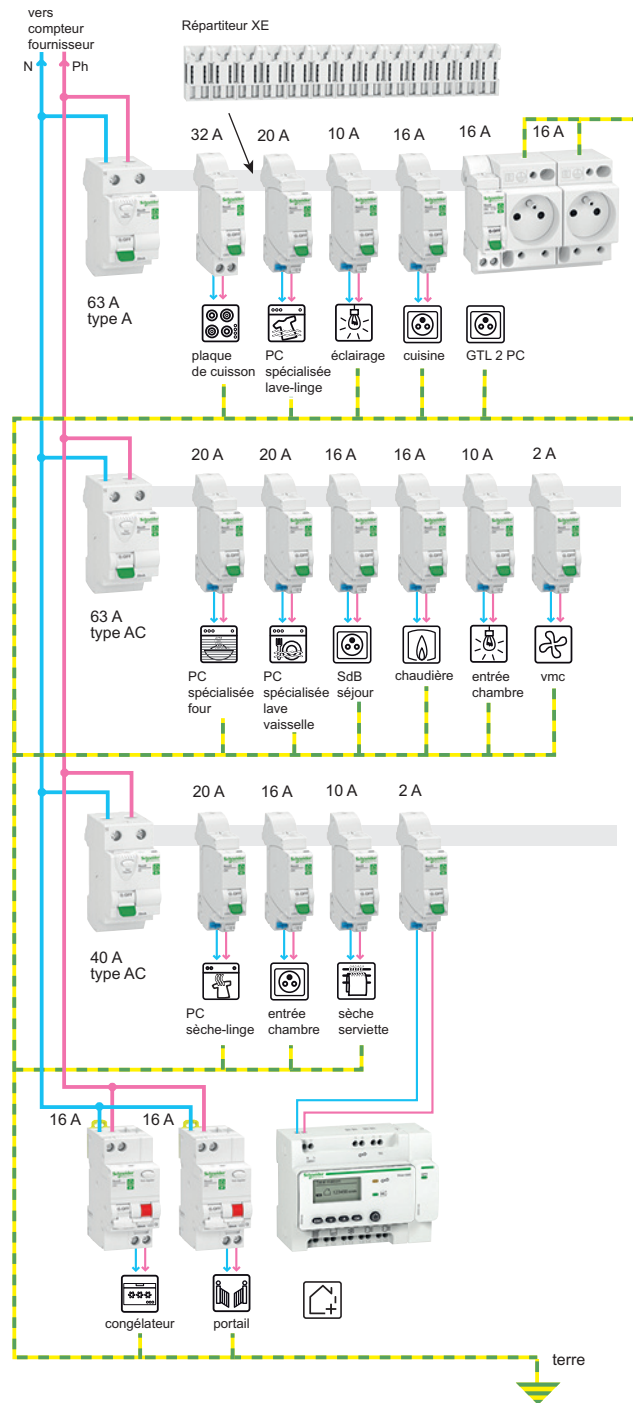 vers
compteur
fournisseur
N
Ph
Répartiteur XE
32 A
20 A
10 A
16 A
16 A
16 A
Schneider
63 A
type A
plaque
de cuisson
PC
spécialisée
lave-linge
éclairage
cuisine
GTL 2 PC
20 A
20 A
16 A
16 A
10 A
2 A
63 A
type AC
PC
spécialisée
four
PC
spécialisée
lave
vaisselle
SdB
séjour
chaudière
entrée
chambre
vmc
20 A
16 A
10 A
2 A
40 A
type AC
PC
sèche-linge
entrée
chambre
sèche
serviette
16 A
16 A
Schneider
congélateur
portail
terre